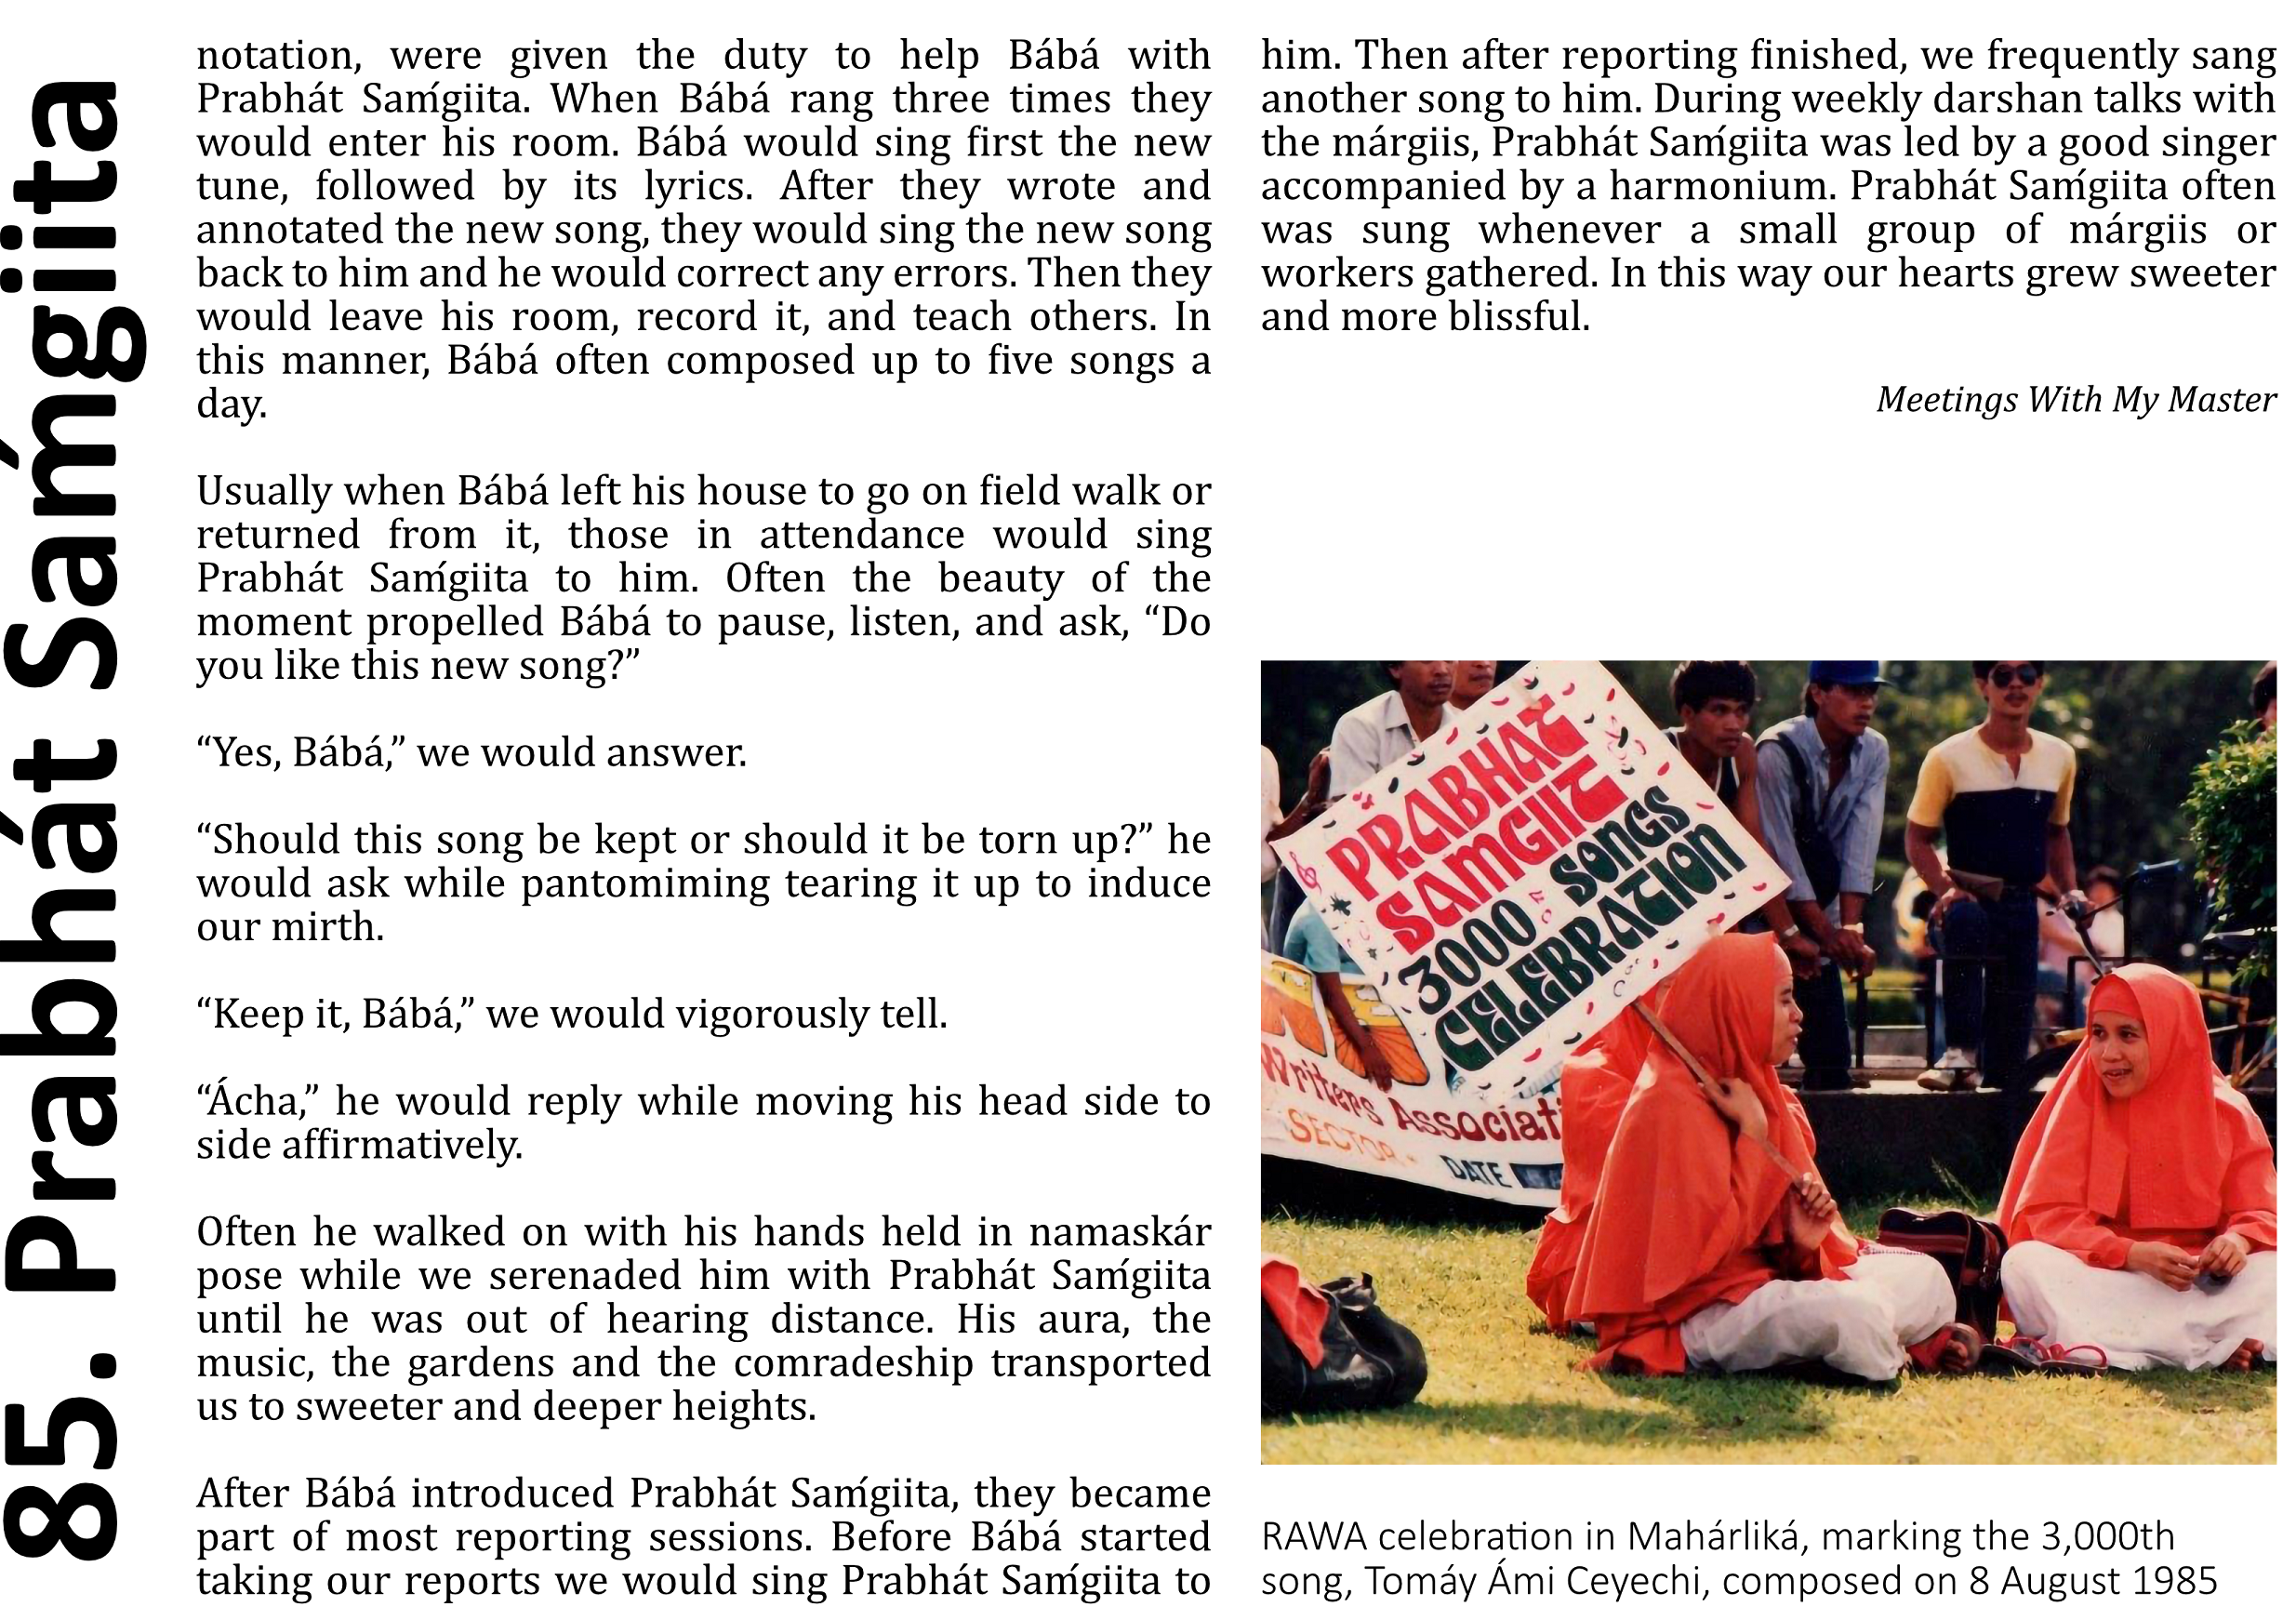 85. Prabhát Saḿgiita
notation, were given the duty to help Bábá with
Prabhát Saḿgiita. When Bábá rang three times they
would enter his room. Bábá would sing first the new
tune, followed by its lyrics. After they wrote and
annotated the new song, they would sing the new song
back to him and he would correct any errors. Then they
would leave his room, record it, and teach others. In
this manner, Bábá often composed up to five songs a
day.
Usually when Bábá left his house to go on field walk or
returned from it, those in attendance would sing
Prabhát Saḿgiita to him. Often the beauty of the
moment propelled Bábá to pause, listen, and ask, “Do
you like this new song?”
“Yes, Bábá,” we would answer.
“Should this song be kept or should it be torn up?” he
would ask while pantomiming tearing it up to induce
our mirth.
“Keep it, Bábá,” we would vigorously tell.
“Ácha,” he would reply while moving his head side to
side affirmatively.
Often he walked on with his hands held in namaskár
pose while we serenaded him with Prabhát Saḿgiita
until he was out of hearing distance. His aura, the
music, the gardens and the comradeship transported
us to sweeter and deeper heights.
After Bábá introduced Prabhát Saḿgiita, they became
part of most reporting sessions. Before Bábá started
taking our reports we would sing Prabhát Saḿgiita to
him. Then after reporting finished, we frequently sang
another song to him. During weekly darshan talks with
the márgiis, Prabhát Saḿgiita was led by a good singer
accompanied by a harmonium. Prabhát Saḿgiita often
was sung whenever a small group of márgiis or
workers gathered. In this way our hearts grew sweeter
and more blissful.
Meetings With My Master
PRABHAT
SAMGIIT
3000 SONGS
CELEBRATION
Writers Associati
SECTOR
DATE
RAWA celebration in Mahárliká, marking the 3,000th
song, Tomáy Ámi Ceyechi, composed on 8 August 1985